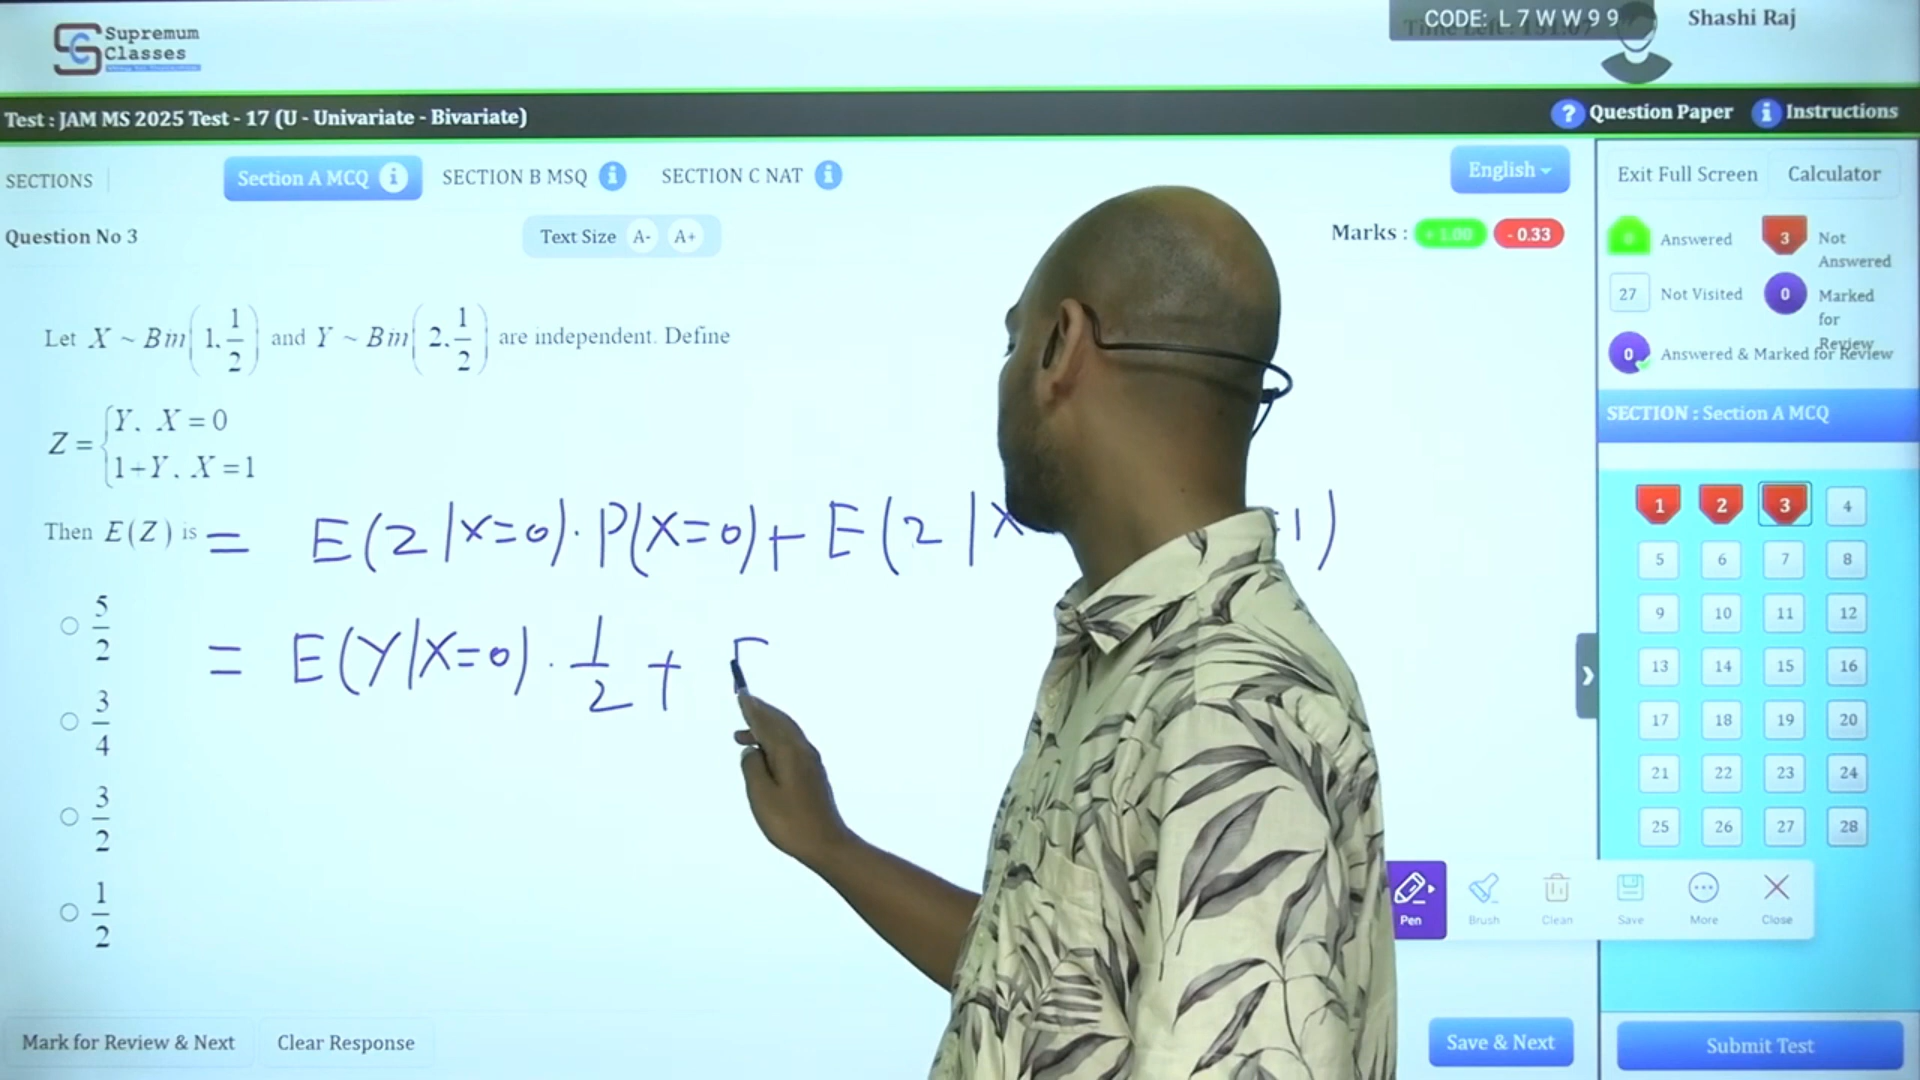 Supremum
Classes
CODE: L7WW99
Shashi Raj
Test : JAM MS 2025 Test - 17 (U - Univariate - Bivariate)
? Question Paper i Instructions
SECTIONS
Section A MCQ i
SECTION B MSQ i
SECTION C NAT i
English
Exit Full Screen
Calculator
Question No 3
Text Size A- A+
Marks : + 1.00 - 0.33
Answered
3 Not Answered
27 Not Visited
0 Marked for Review
0 Answered & Marked for Review
Let X ~ Bin(1, 1/2) and Y ~ Bin(2, 1/2) are independent. Define
Z = {Y, X = 0
1+Y, X = 1
Then E(Z) is = E(Z|X=0). P(X=0)+ E(Z|X =1)
= E(Y|X=0) . 1/2 +
5/2
3/4
3/2
1/2
SECTION : Section A MCQ
1 2 3 4
5 6 7 8
9 10 11 12
13 14 15 16
17 18 19 20
21 22 23 24
25 26 27 28
Pen Brush Clean Save More Close
Mark for Review & Next
Clear Response
Save & Next
Submit Test